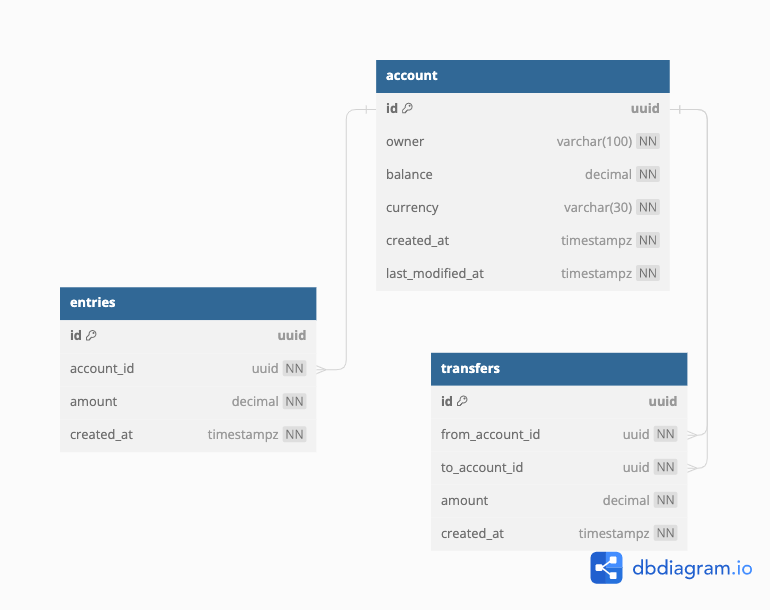 account
id uuid
owner varchar(100) NN
balance decimal NN
currency varchar(30) NN
created_at timestampz NN
last_modified_at timestampz NN
entries
id uuid
account_id uuid NN
amount decimal NN
created_at timestampz NN
transfers
id uuid
from_account_id uuid NN
to_account_id uuid NN
amount decimal NN
created_at timestampz NN
dbdiagram.io